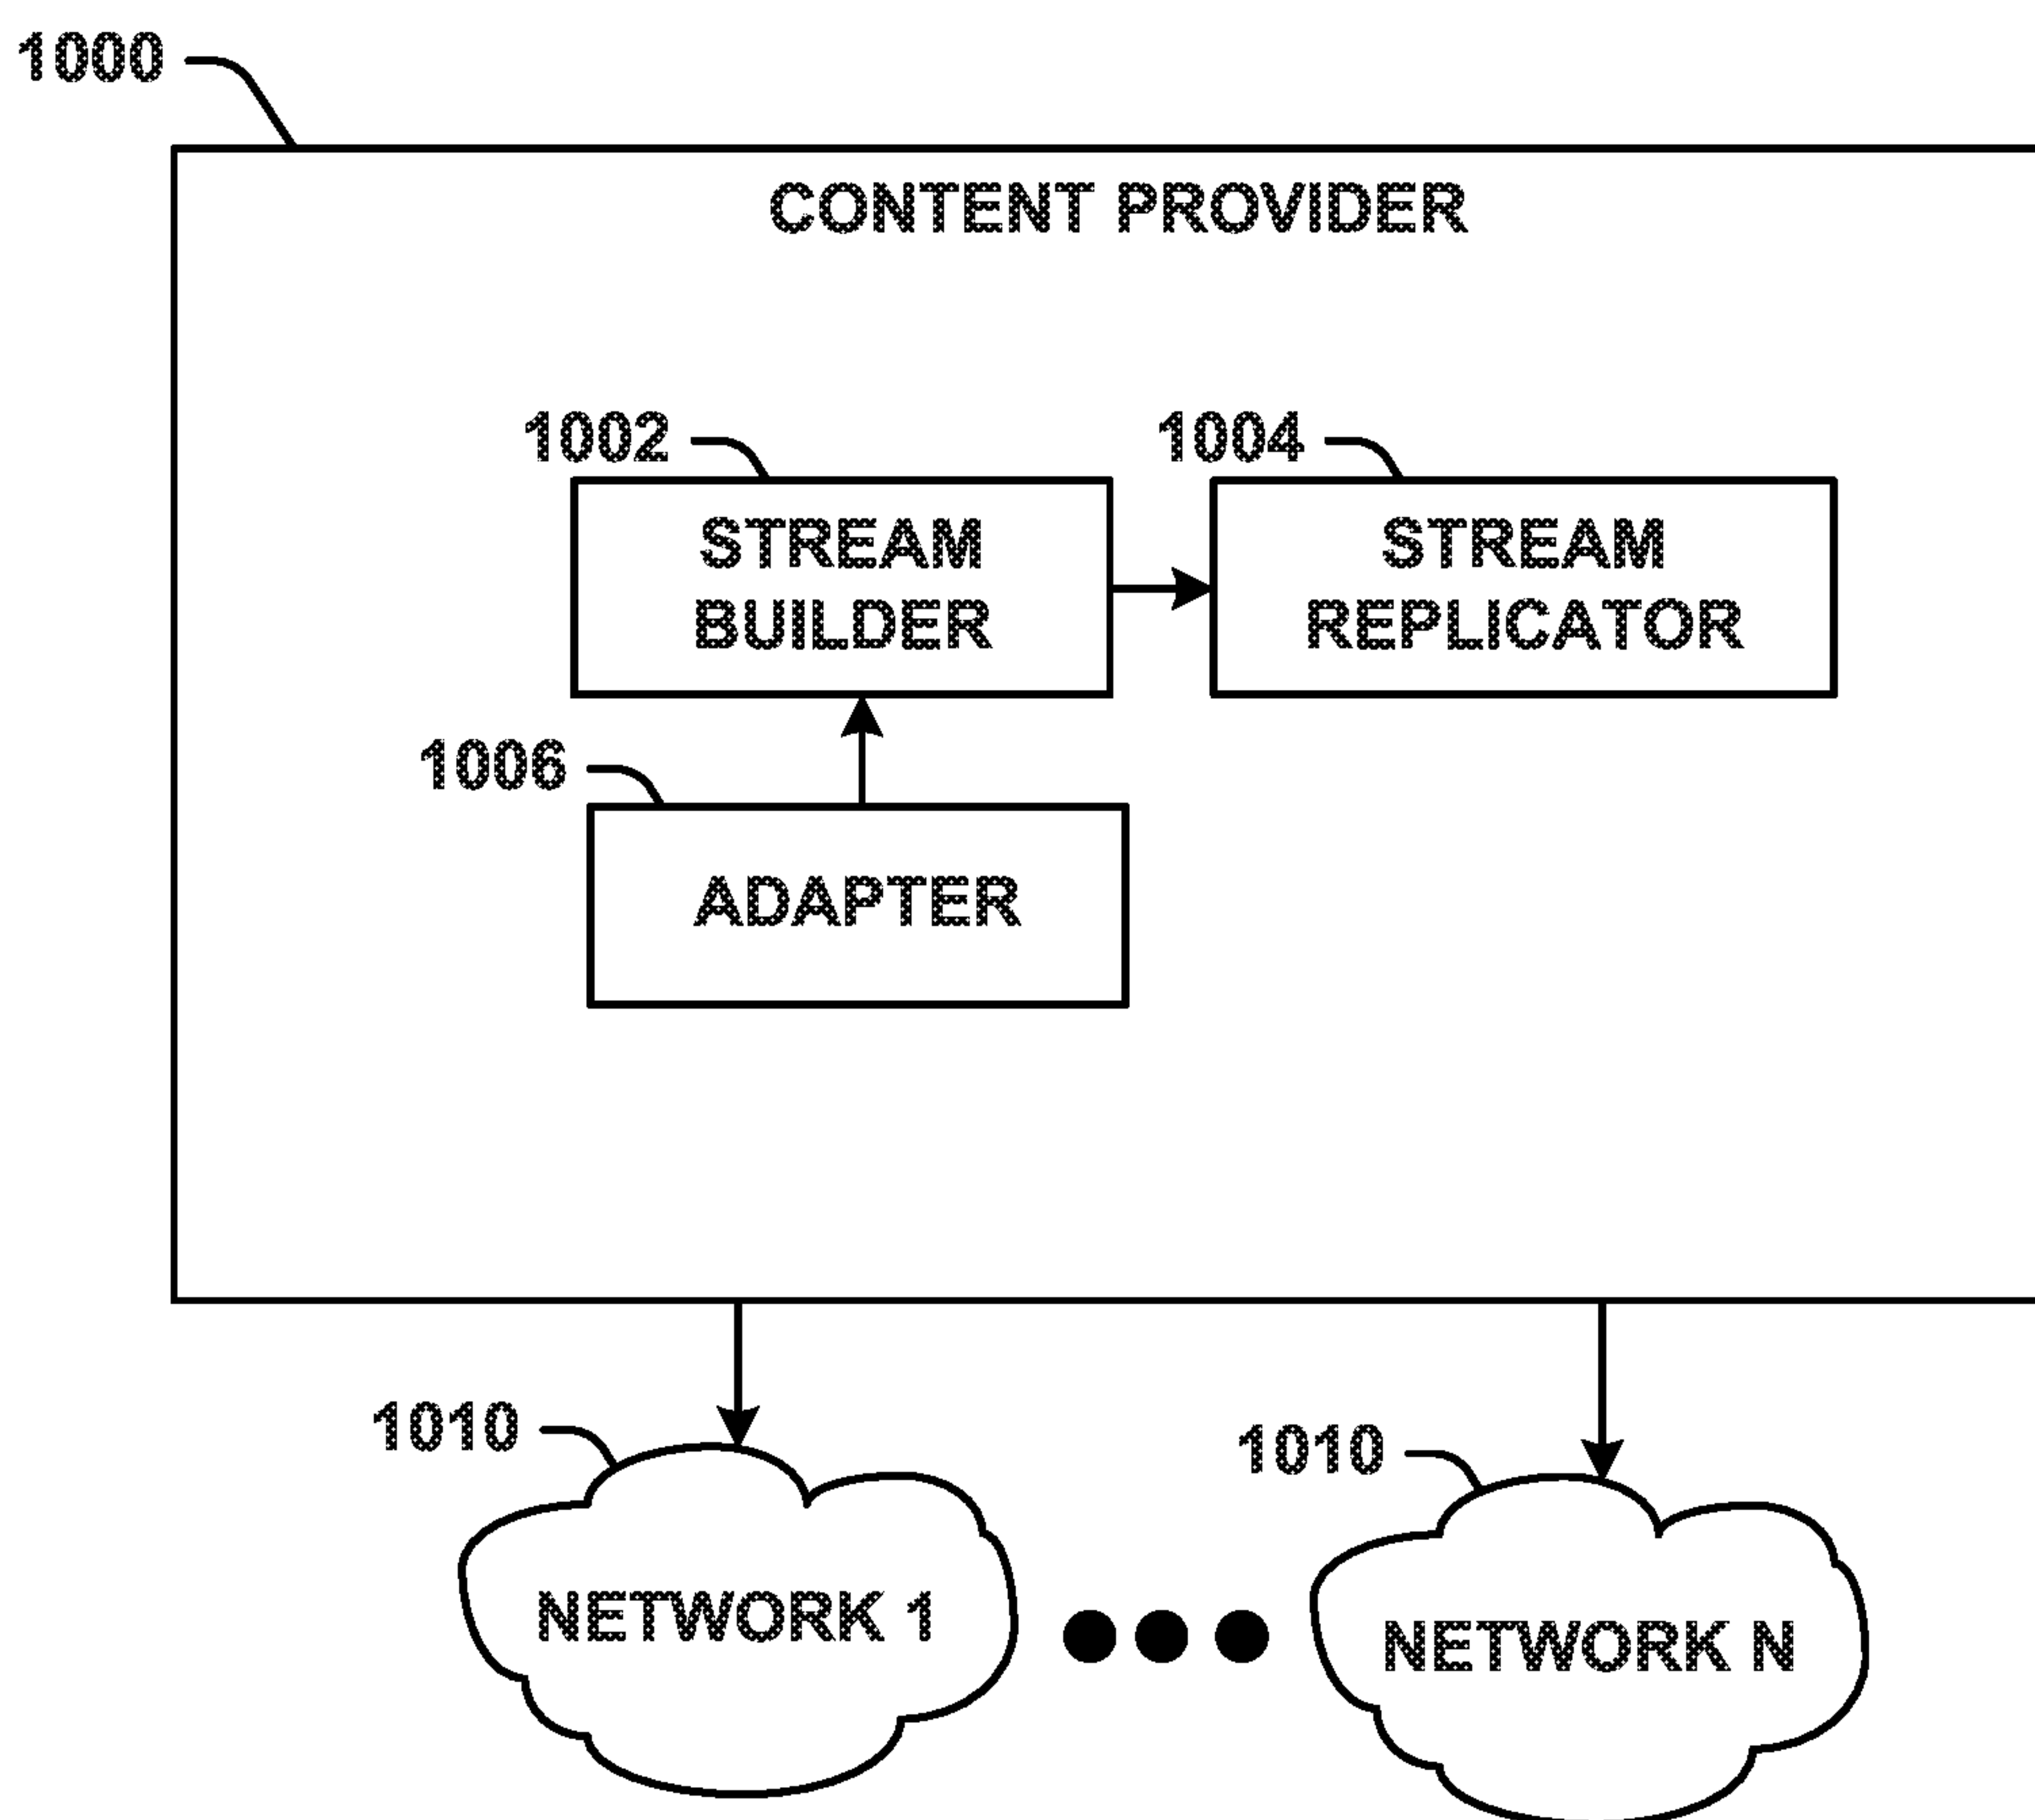 1000
CONTENT PROVIDER
1002
1004
STREAM
BUILDER
STREAM
REPLICATOR
1006
ADAPTER
1010
1010
NETWORK 1
NETWORK N